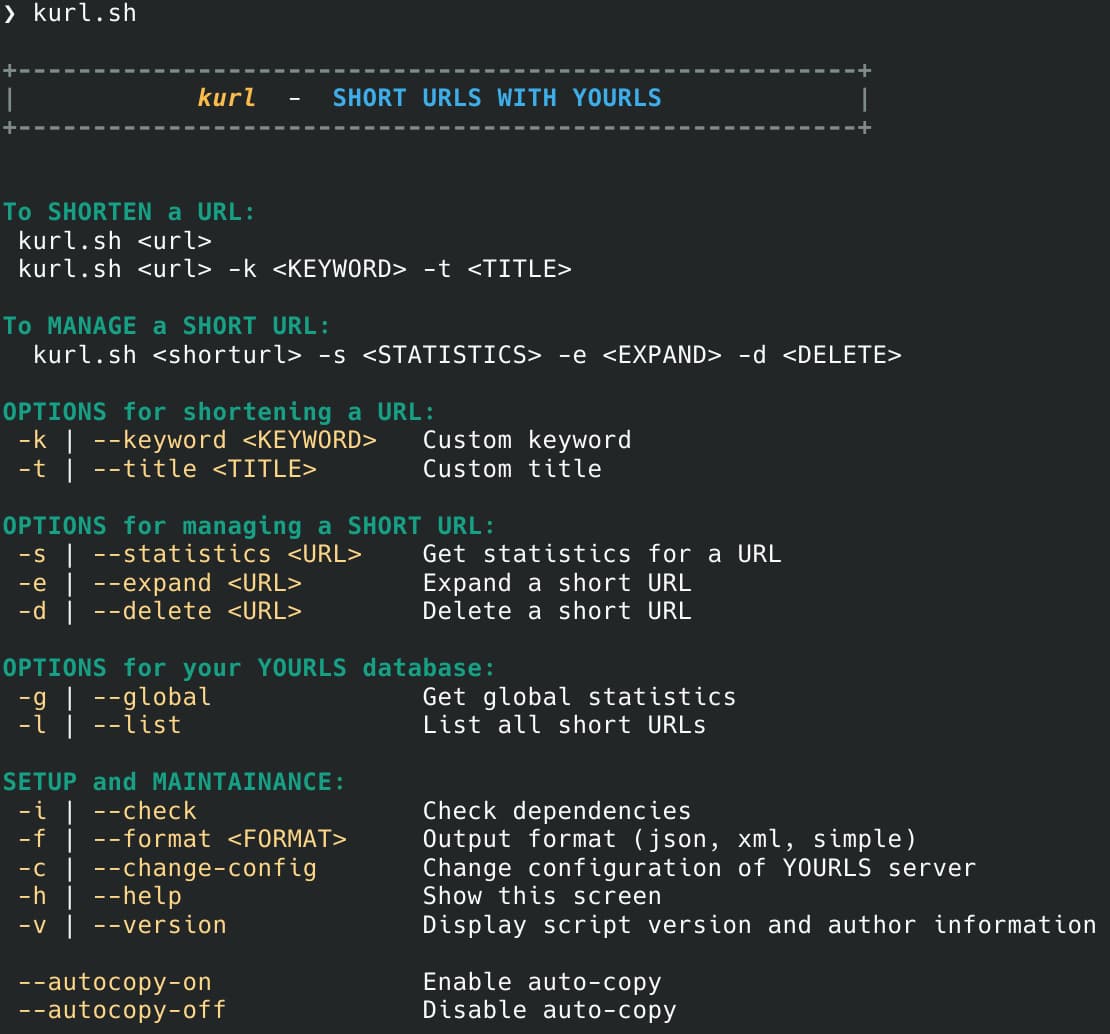 ❯ kurl.sh
+--------------------------------------------------------+
|            kurl  -  SHORT URLS WITH YOURLS             |
+--------------------------------------------------------+
To SHORTEN a URL:
 kurl.sh <url>
 kurl.sh <url> -k <KEYWORD> -t <TITLE>
To MANAGE a SHORT URL:
  kurl.sh <shorturl> -s <STATISTICS> -e <EXPAND> -d <DELETE>
OPTIONS for shortening a URL:
 -k | --keyword <KEYWORD>   Custom keyword
 -t | --title <TITLE>       Custom title
OPTIONS for managing a SHORT URL:
 -s | --statistics <URL>    Get statistics for a URL
 -e | --expand <URL>        Expand a short URL
 -d | --delete <URL>        Delete a short URL
OPTIONS for your YOURLS database:
 -g | --global              Get global statistics
 -l | --list                List all short URLs
SETUP and MAINTAINANCE:
 -i | --check               Check dependencies
 -f | --format <FORMAT>     Output format (json, xml, simple)
 -c | --change-config       Change configuration of YOURLS server
 -h | --help                Show this screen
 -v | --version             Display script version and author information
 --autocopy-on              Enable auto-copy
 --autocopy-off             Disable auto-copy